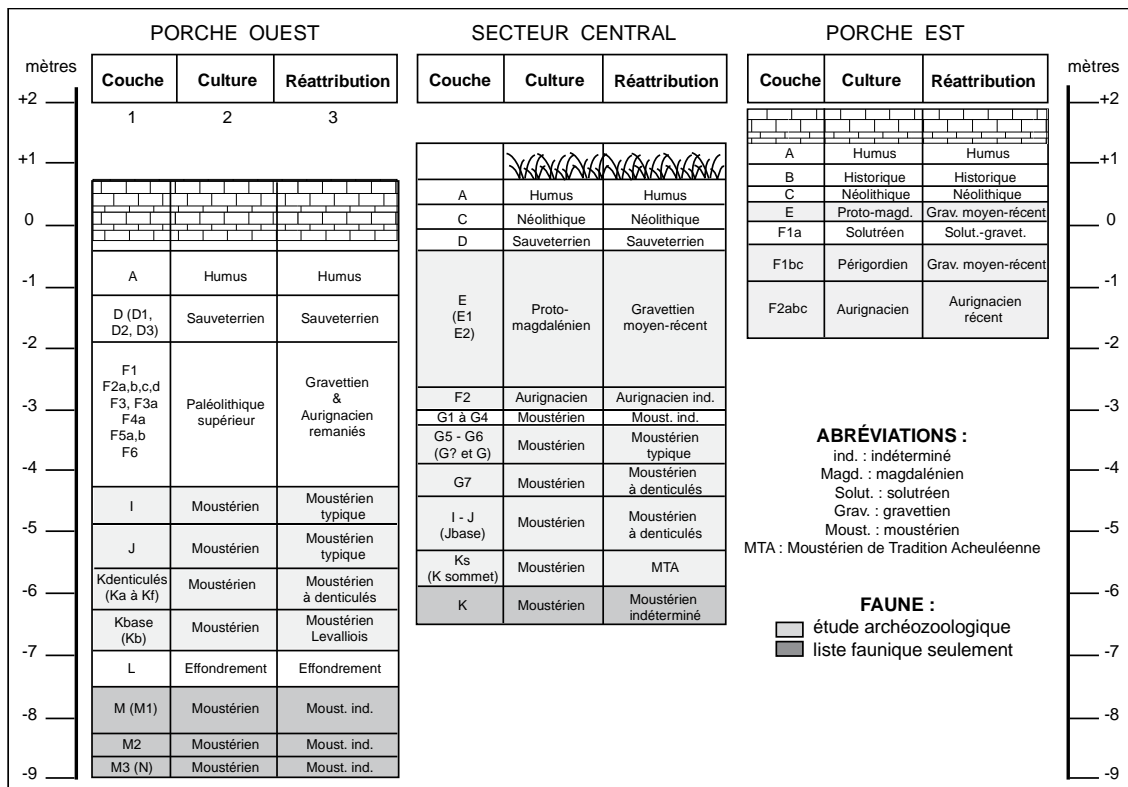 PORCHE OUEST
mètres
Couche Culture Réattribution
1 2 3
+2
+1
0
-1
-2
-3
-4
-5
-6
-7
-8
-9
A Humus Humus
D (D1, D2, D3) Sauveterrien Sauveterrien
F1
F2a,b,c,d
F3, F3a
F4a
F5a,b
F6
Paléolithique
supérieur
Gravettien
&
Aurignacien
remaniés
I Moustérien Moustérien
typique
J Moustérien Moustérien
typique
Kdenticulés
(Ka à Kf)
Moustérien
Moustérien
à denticulés
Kbase
(Kb)
Moustérien
Moustérien
Levalliois
L Effondrement Effondrement
M (M1) Moustérien Moust. ind.
M2 Moustérien Moust. ind.
M3 (N) Moustérien Moust. ind.
SECTEUR CENTRAL
Couche Culture Réattribution
A Humus Humus
C Néolithique Néolithique
D Sauveterrien Sauveterrien
E
(E1
E2)
Proto-
magdalénien
Gravettien
moyen-récent
F2 Aurignacien Aurignacien ind.
G1 à G4 Moustérien Moust. ind.
G5 - G6
(G? et G)
Moustérien
Moustérien
typique
G7 Moustérien
Moustérien
à denticulés
I - J
(Jbase)
Moustérien
Moustérien
à denticulés
Ks
(K sommet)
Moustérien
MTA
K Moustérien
Moustérien
indéterminé
PORCHE EST
mètres
Couche Culture Réattribution
A Humus Humus
B Historique Historique
C Néolithique Néolithique
E Proto-magd. Grav. moyen-récent
F1a Solutréen Solut.-gravet.
F1bc Périgordien Grav. moyen-récent
F2abc Aurignacien
Aurignacien
récent
+2
+1
0
-1
-2
-3
-4
-5
-6
-7
-8
-9
ABRÉVIATIONS :
ind. : indéterminé
Magd. : magdalénien
Solut. : solutréen
Grav. : gravettien
Moust. : moustérien
MTA : Moustérien de Tradition Acheuléenne
FAUNE :
étude archéozoologique
liste faunique seulement